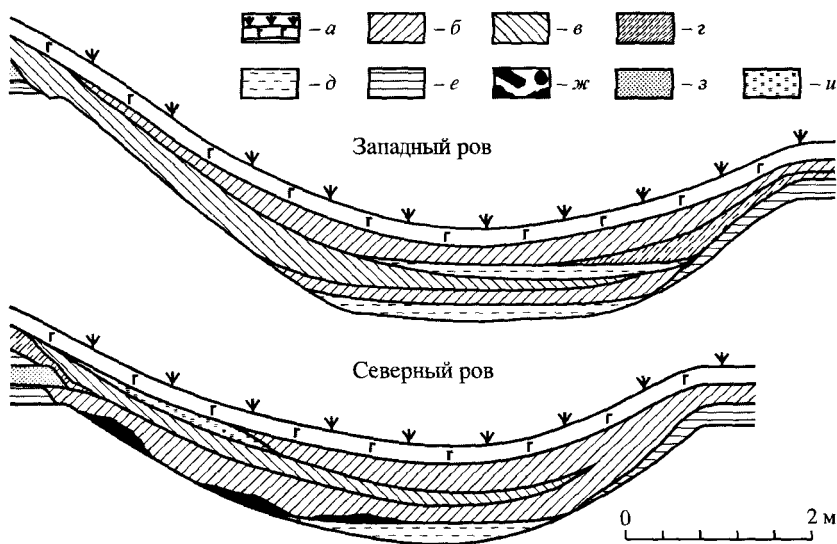 – а – б – в – г
– д – е – ж – з – и
Западный ров
г г г г г г г г г г
Северный ров
г г г г г г г г г
0 2 м